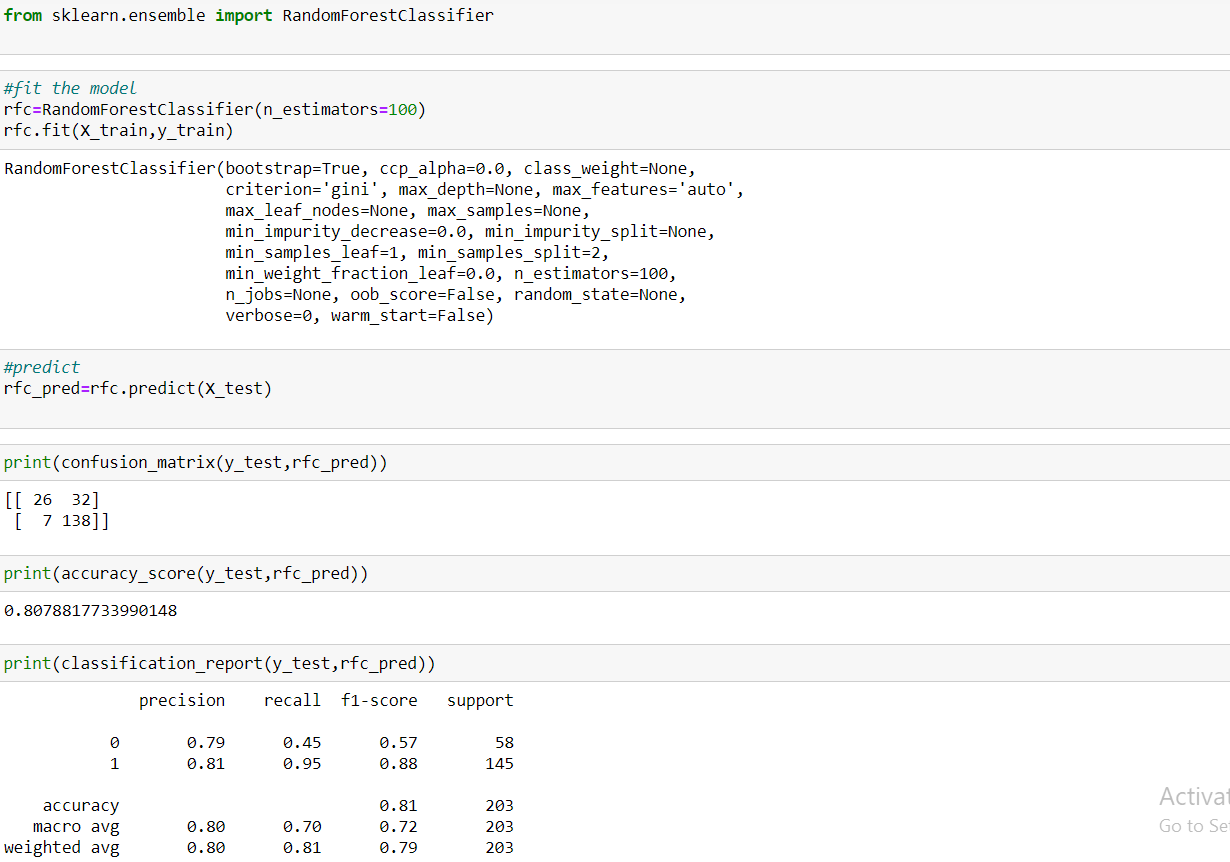 from sklearn.ensemble import RandomForestClassifier
#fit the model
rfc=RandomForestClassifier(n_estimators=100)
rfc.fit(X_train,y_train)
RandomForestClassifier(bootstrap=True, ccp_alpha=0.0, class_weight=None,
                       criterion='gini', max_depth=None, max_features='auto',
                       max_leaf_nodes=None, max_samples=None,
                       min_impurity_decrease=0.0, min_impurity_split=None,
                       min_samples_leaf=1, min_samples_split=2,
                       min_weight_fraction_leaf=0.0, n_estimators=100,
                       n_jobs=None, oob_score=False, random_state=None,
                       verbose=0, warm_start=False)
#predict
rfc_pred=rfc.predict(X_test)
print(confusion_matrix(y_test,rfc_pred))
[[ 26  32]
 [  7 138]]
print(accuracy_score(y_test,rfc_pred))
0.8078817733990148
print(classification_report(y_test,rfc_pred))
              precision    recall  f1-score   support
           0       0.79      0.45      0.57        58
           1       0.81      0.95      0.88       145
    accuracy                           0.81       203
   macro avg       0.80      0.70      0.72       203
weighted avg       0.80      0.81      0.79       203
Activat
Go to Se